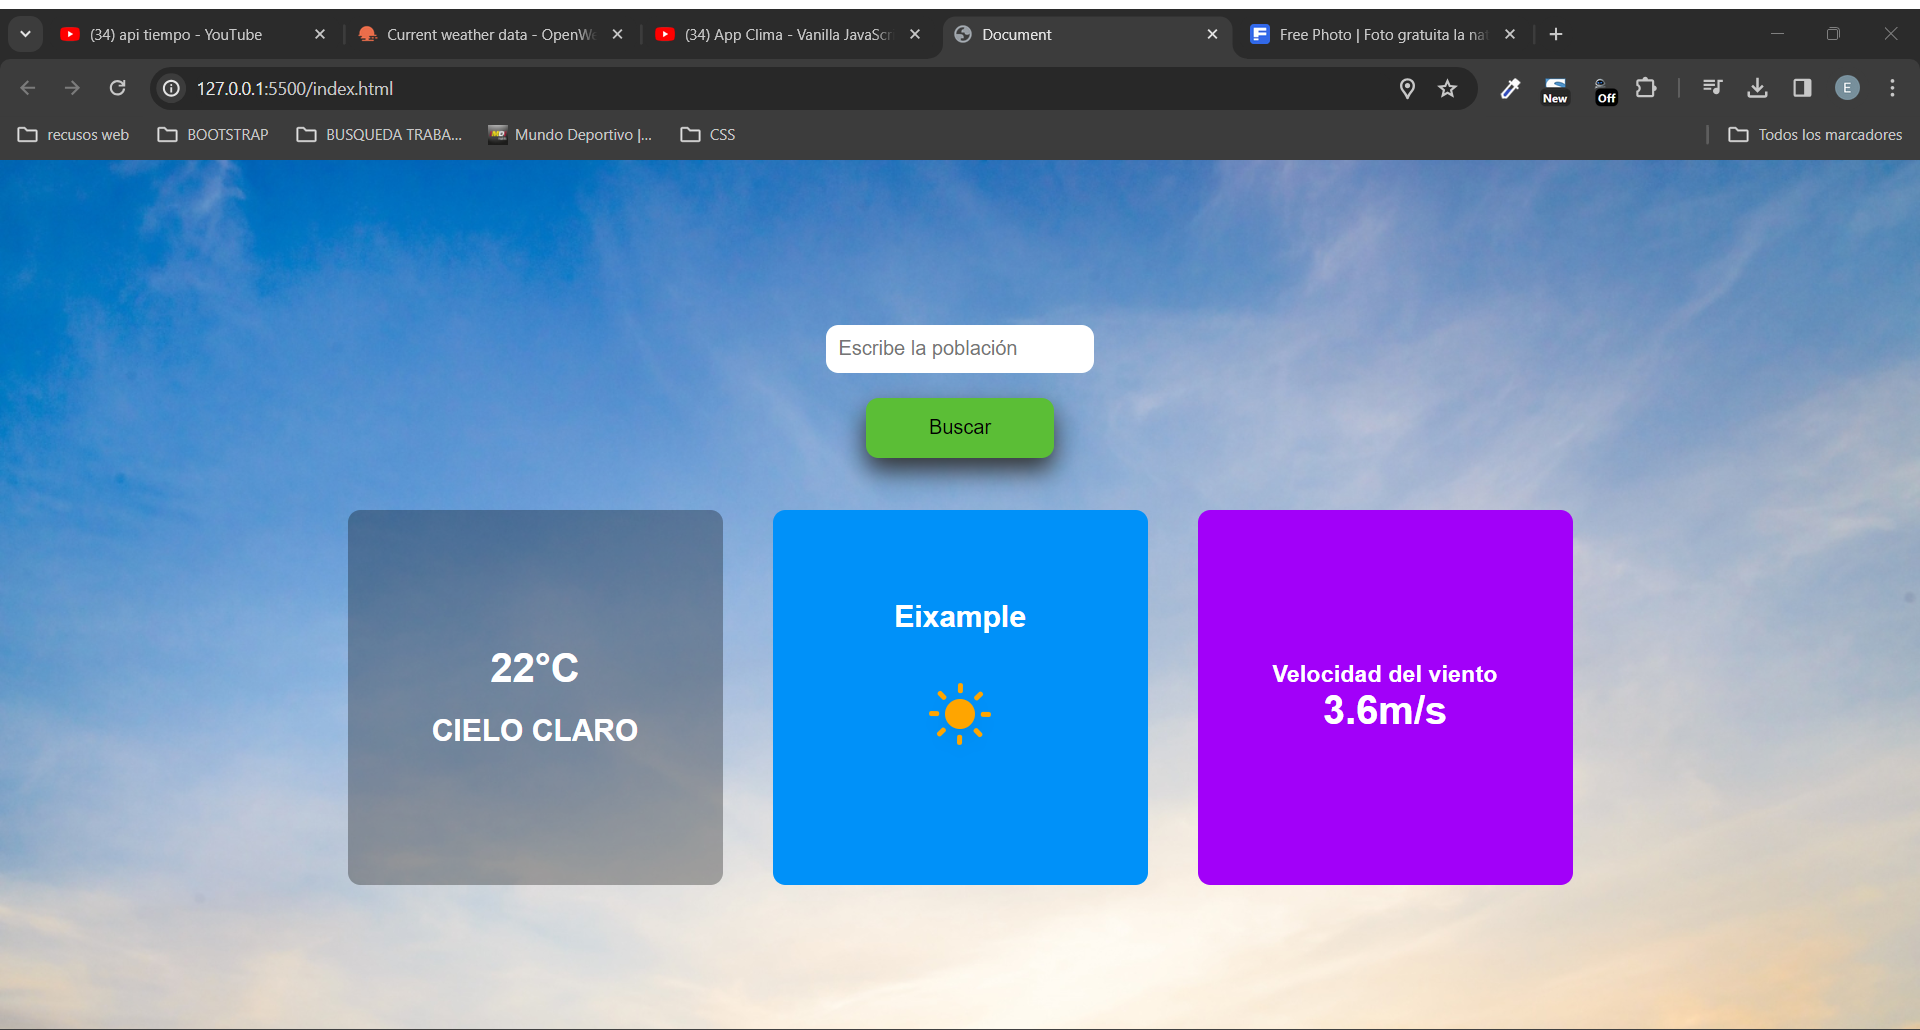 (34) api tiempo - YouTube
Current weather data - OpenWe
(34) App Clima - Vanilla JavaScr
Document
Free Photo | Foto gratuita la nat
127.0.0.1:5500/index.html
New
Off
E
recusos web
BOOTSTRAP
BUSQUEDA TRABA...
MD
Mundo Deportivo |...
CSS
Todos los marcadores
Escribe la población
Buscar
22°C
CIELO CLARO
Eixample
Velocidad del viento
3.6m/s